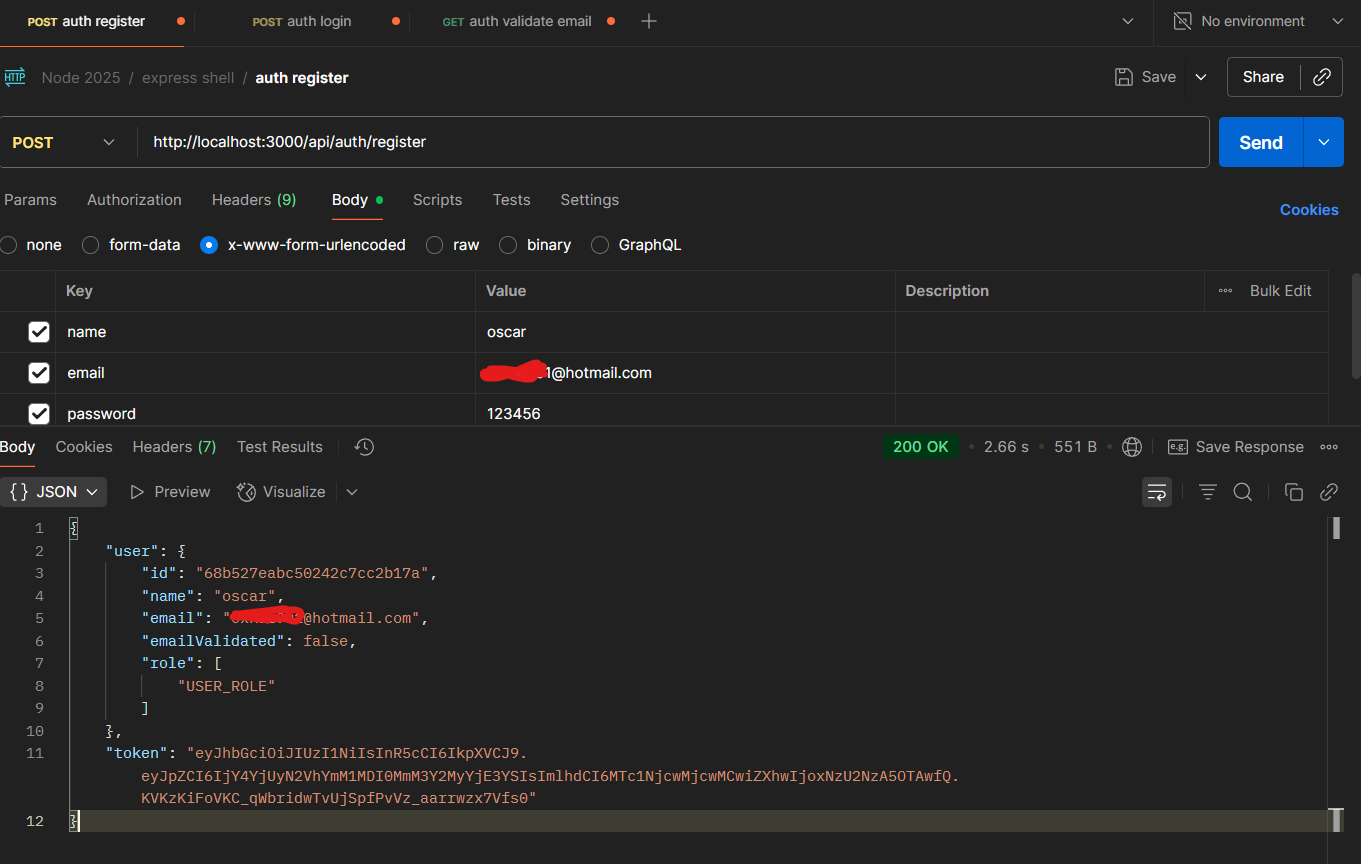 POST auth register POST auth login GET auth validate email No environment
Node 2025 / express shell / auth register Save Share
POST http://localhost:3000/api/auth/register Send
Params Authorization Headers (9) Body Scripts Tests Settings Cookies
none form-data x-www-form-urlencoded raw binary GraphQL
Key Value Description Bulk Edit
name oscar
email 1@hotmail.com
password 123456
Body Cookies Headers (7) Test Results 200 OK 2.66 s 551 B e.g. Save Response
{} JSON Preview Visualize
1 {
2 "user": {
3 "id": "68b527eabc50242c7cc2b17a",
4 "name": "oscar",
5 "email": " @hotmail.com",
6 "emailValidated": false,
7 "role": [
8 "USER_ROLE"
9 ]
10 },
11 "token": "eyJhbGciOiJIUzI1NiIsInR5cCI6IkpXVCJ9.
eyJpZCI6IjY4YjUyN2VhYmM1MDI0MmM3Y2MyYjE3YSIsImlhdCI6MTc1NjcwMjcwMCwiZXhwIjoxNzU2NzA5OTAwfQ.
KVKzKiFoVKC_qWbridwTvUjSpfPvVz_aarrwzx7Vfs0"
12 }